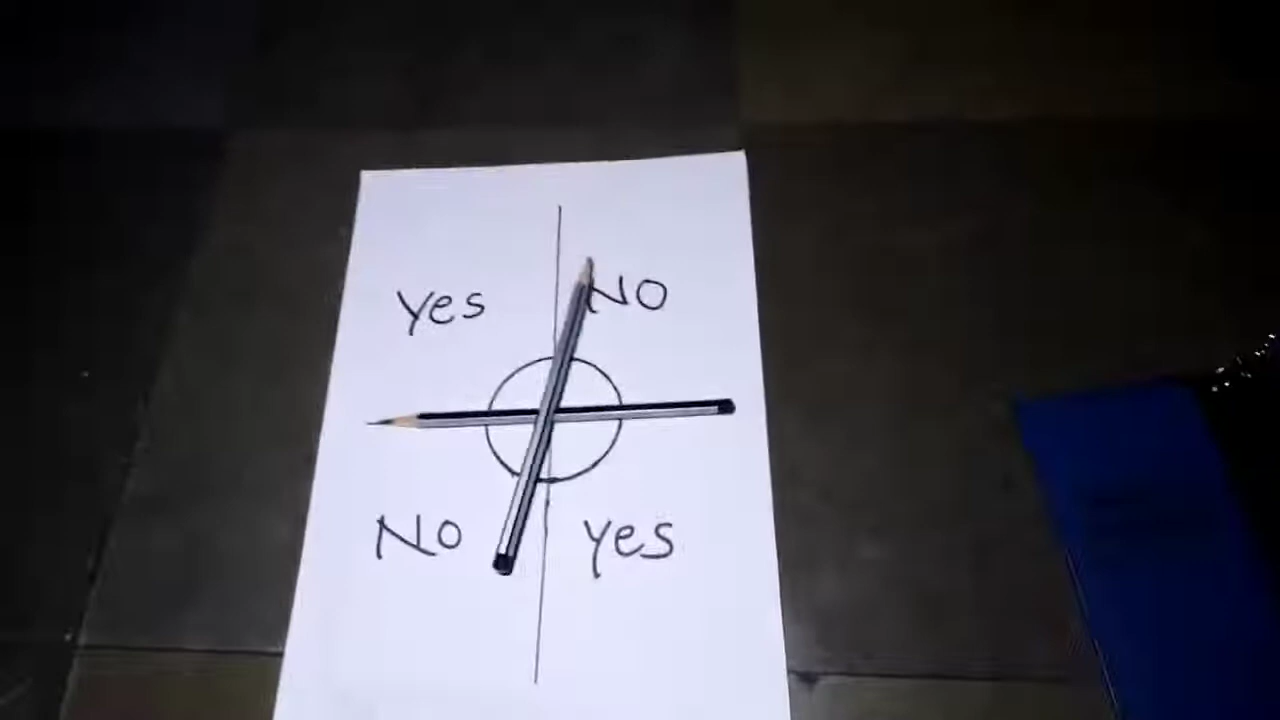 Yes NO
No Yes